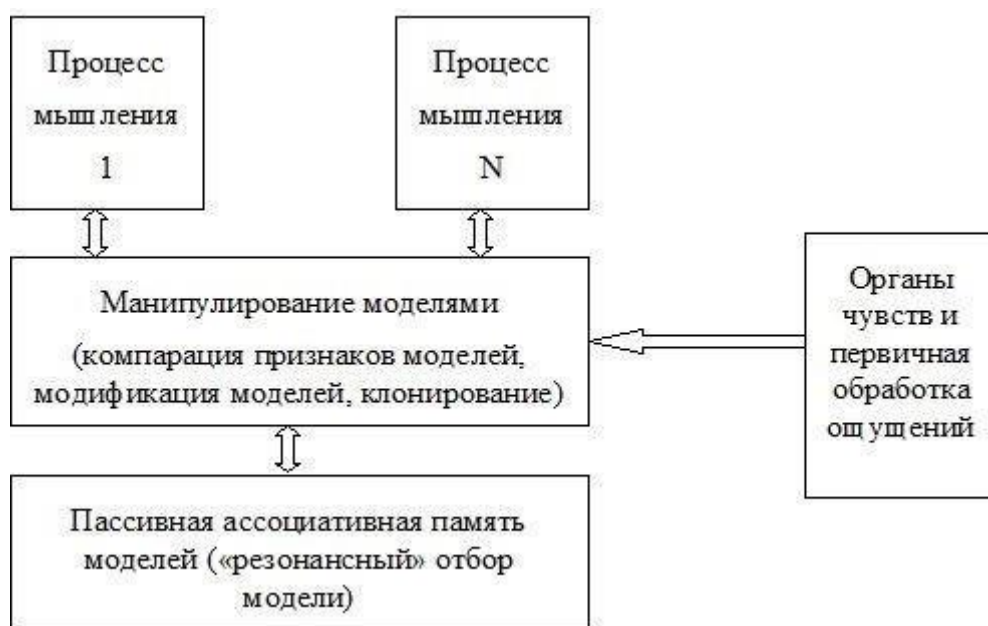 Процесс
мышления
1
Процесс
мышления
N
Манипулирование моделями
(компарация признаков моделей,
модификация моделей, клонирование)
Органы
чувств и
первичная
обработка
ощущений
Пассивная ассоциативная память
моделей («резонансный» отбор
модели)